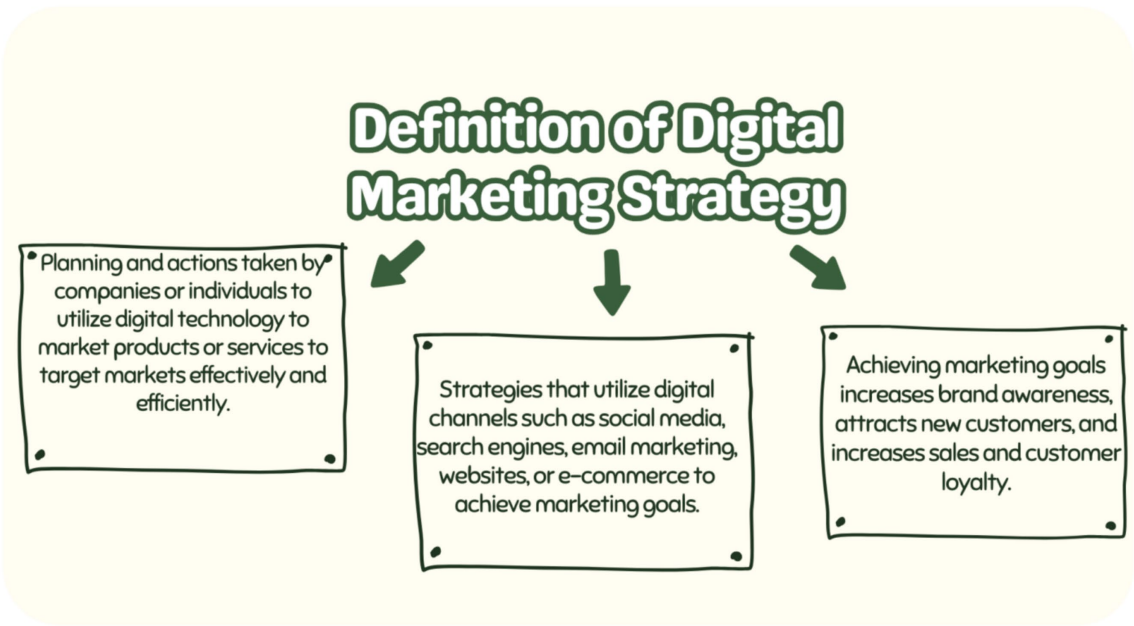 Definition of Digital
Marketing Strategy
Planning and actions taken by
companies or individuals to
utilize digital technology to
market products or services to
target markets effectively and
efficiently.
Strategies that utilize digital
channels such as social media,
search engines, email marketing,
websites, or e-commerce to
achieve marketing goals.
Achieving marketing goals
increases brand awareness,
attracts new customers, and
increases sales and customer
loyalty.